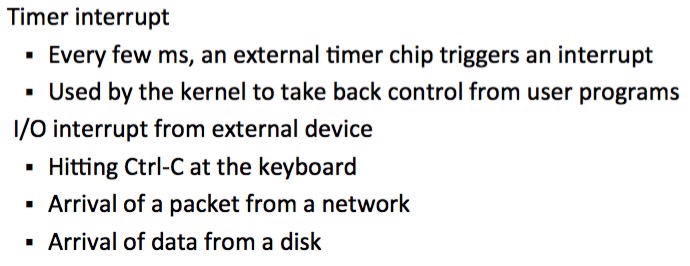 Timer interrupt
▪ Every few ms, an external timer chip triggers an interrupt
▪ Used by the kernel to take back control from user programs
I/O interrupt from external device
▪ Hitting Ctrl-C at the keyboard
▪ Arrival of a packet from a network
▪ Arrival of data from a disk